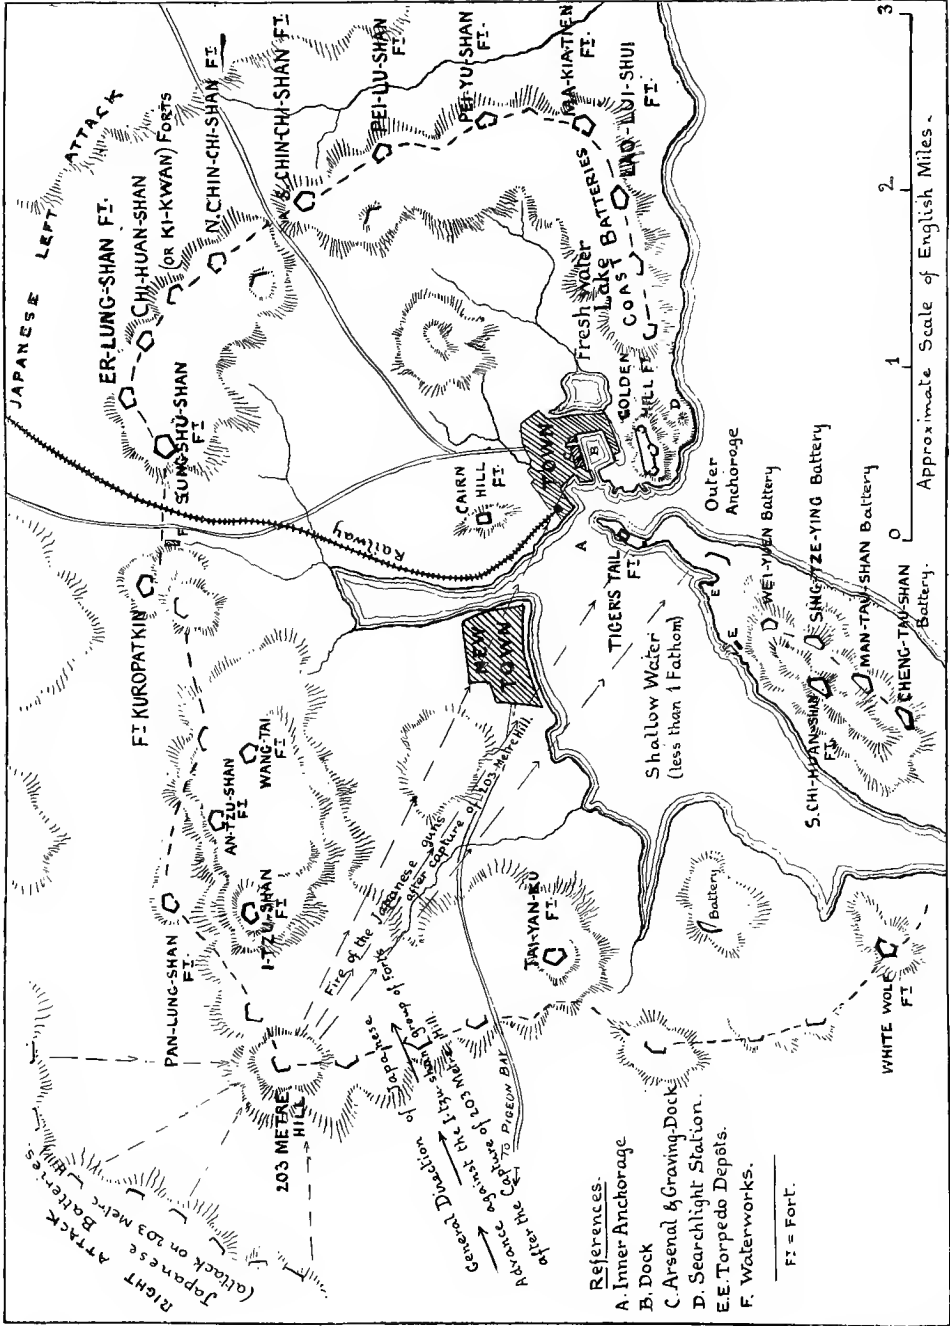 JAPANESE LEFT ATTACK
ER-LUNG-SHAN FT.
CHI-HUAN-SHAN
(OR KI-KWAN) FORTS
N. CHIN-CHI-SHAN FT.
S. CHIN-CHI-SHAN FT.
PEI-LU-SHAN
FT.
PEI-YU-SHAN
FT.
MA-KIA-TIEN
FT.
LAO-LUI-SHUI
FT.
COAST BATTERIES
Fresh water
Lake
GOLDEN
HILL FT.
D
SUNG-SHU-SHAN
FT
F
FT KUROPATKIN
Railway
CAIRN
HILL
FT.
TOWN
B
A
TIGERS TAIL
FT
Outer
Anchorage
E
E
WEI-YUEN Battery
SING-TZE-YING Battery
MAN-TAU-SHAN Battery
CHENG-TAU-SHAN
Battery.
S. CHI-HUAN-SHAN
FT.
NEW
TOWN
Shallow Water
(less than 1 Fathom)
PAN-LUNG-SHAN
FT.
AN-TZU-SHAN
FT
WANG-TAI
FT
I-TZU-SHAN
FT
203 METRE
HILL
Fire of the Japanese guns
after capture of 203 Metre Hill.
TAI-YAN-KU
FT.
Battery
WHITE WOLF
FT
RIGHT ATTACK
Japanese Batteries
(attack on 203 Metre Hill)
General Direction of Japanese
Advance against the I-tzu-shan group of Forts
after the Capture of 203 Metre Hill.
TO PIGEON BAY
References.
A. Inner Anchorage
B. Dock
C. Arsenal & Graving-Dock
D. Searchlight Station.
E.E. Torpedo Depôts.
F. Waterworks.
FT = Fort.
0 1 2 3
Approximate Scale of English Miles.